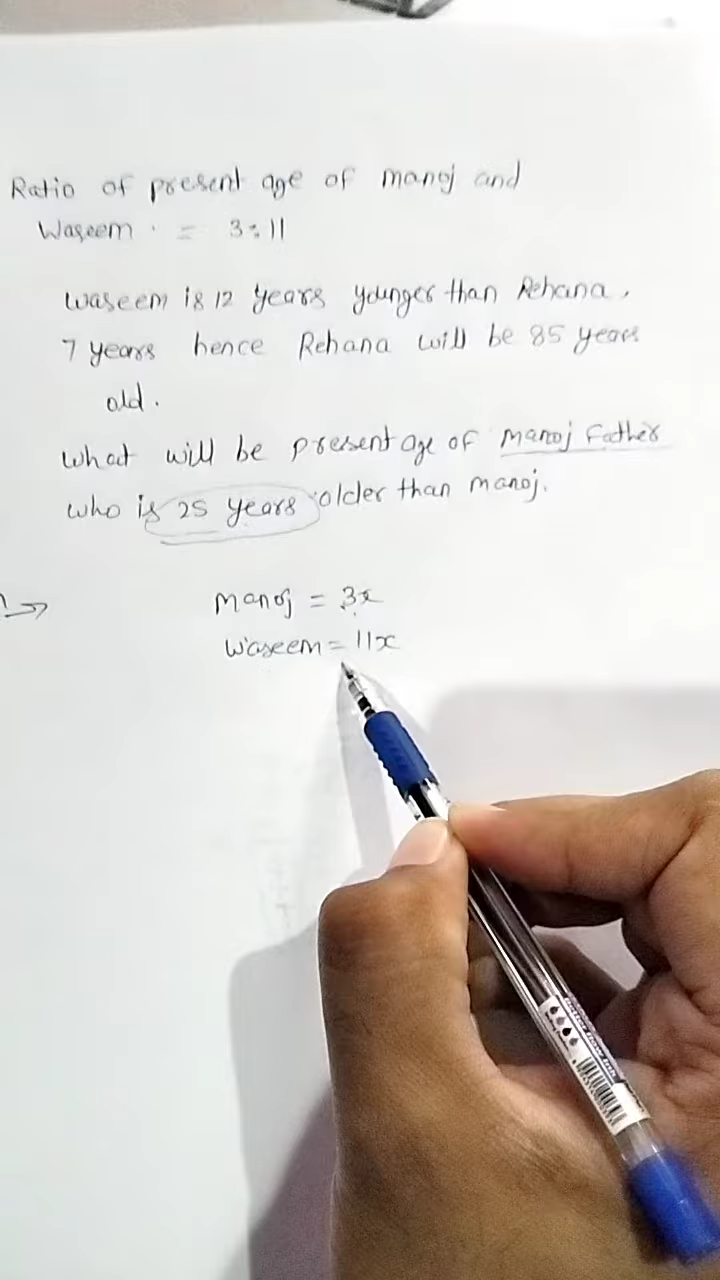 Ratio of present age of manoj and
Waseem = 3:11
Waseem is 12 years younger than Rehana,
7 years hence Rehana will be 85 years
old.
What will be present age of manoj Father
who is 25 years older than manoj.
manoj = 3x
Waseem = 11x